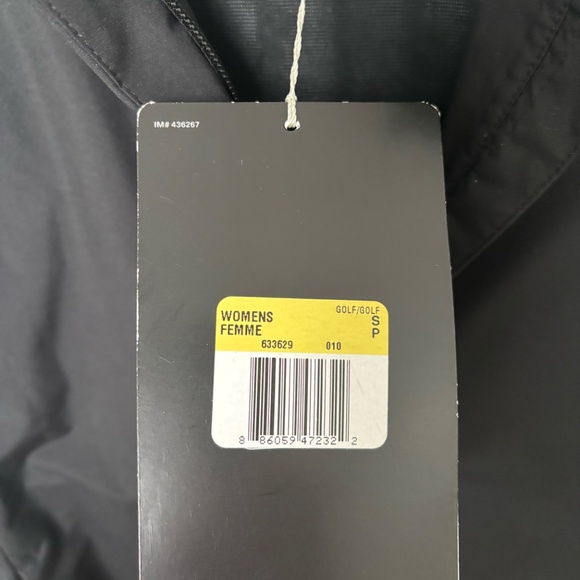 IM# 436267
GOLF/GOLF
WOMENS S
FEMME P
633629 010
8 86059 47232 2